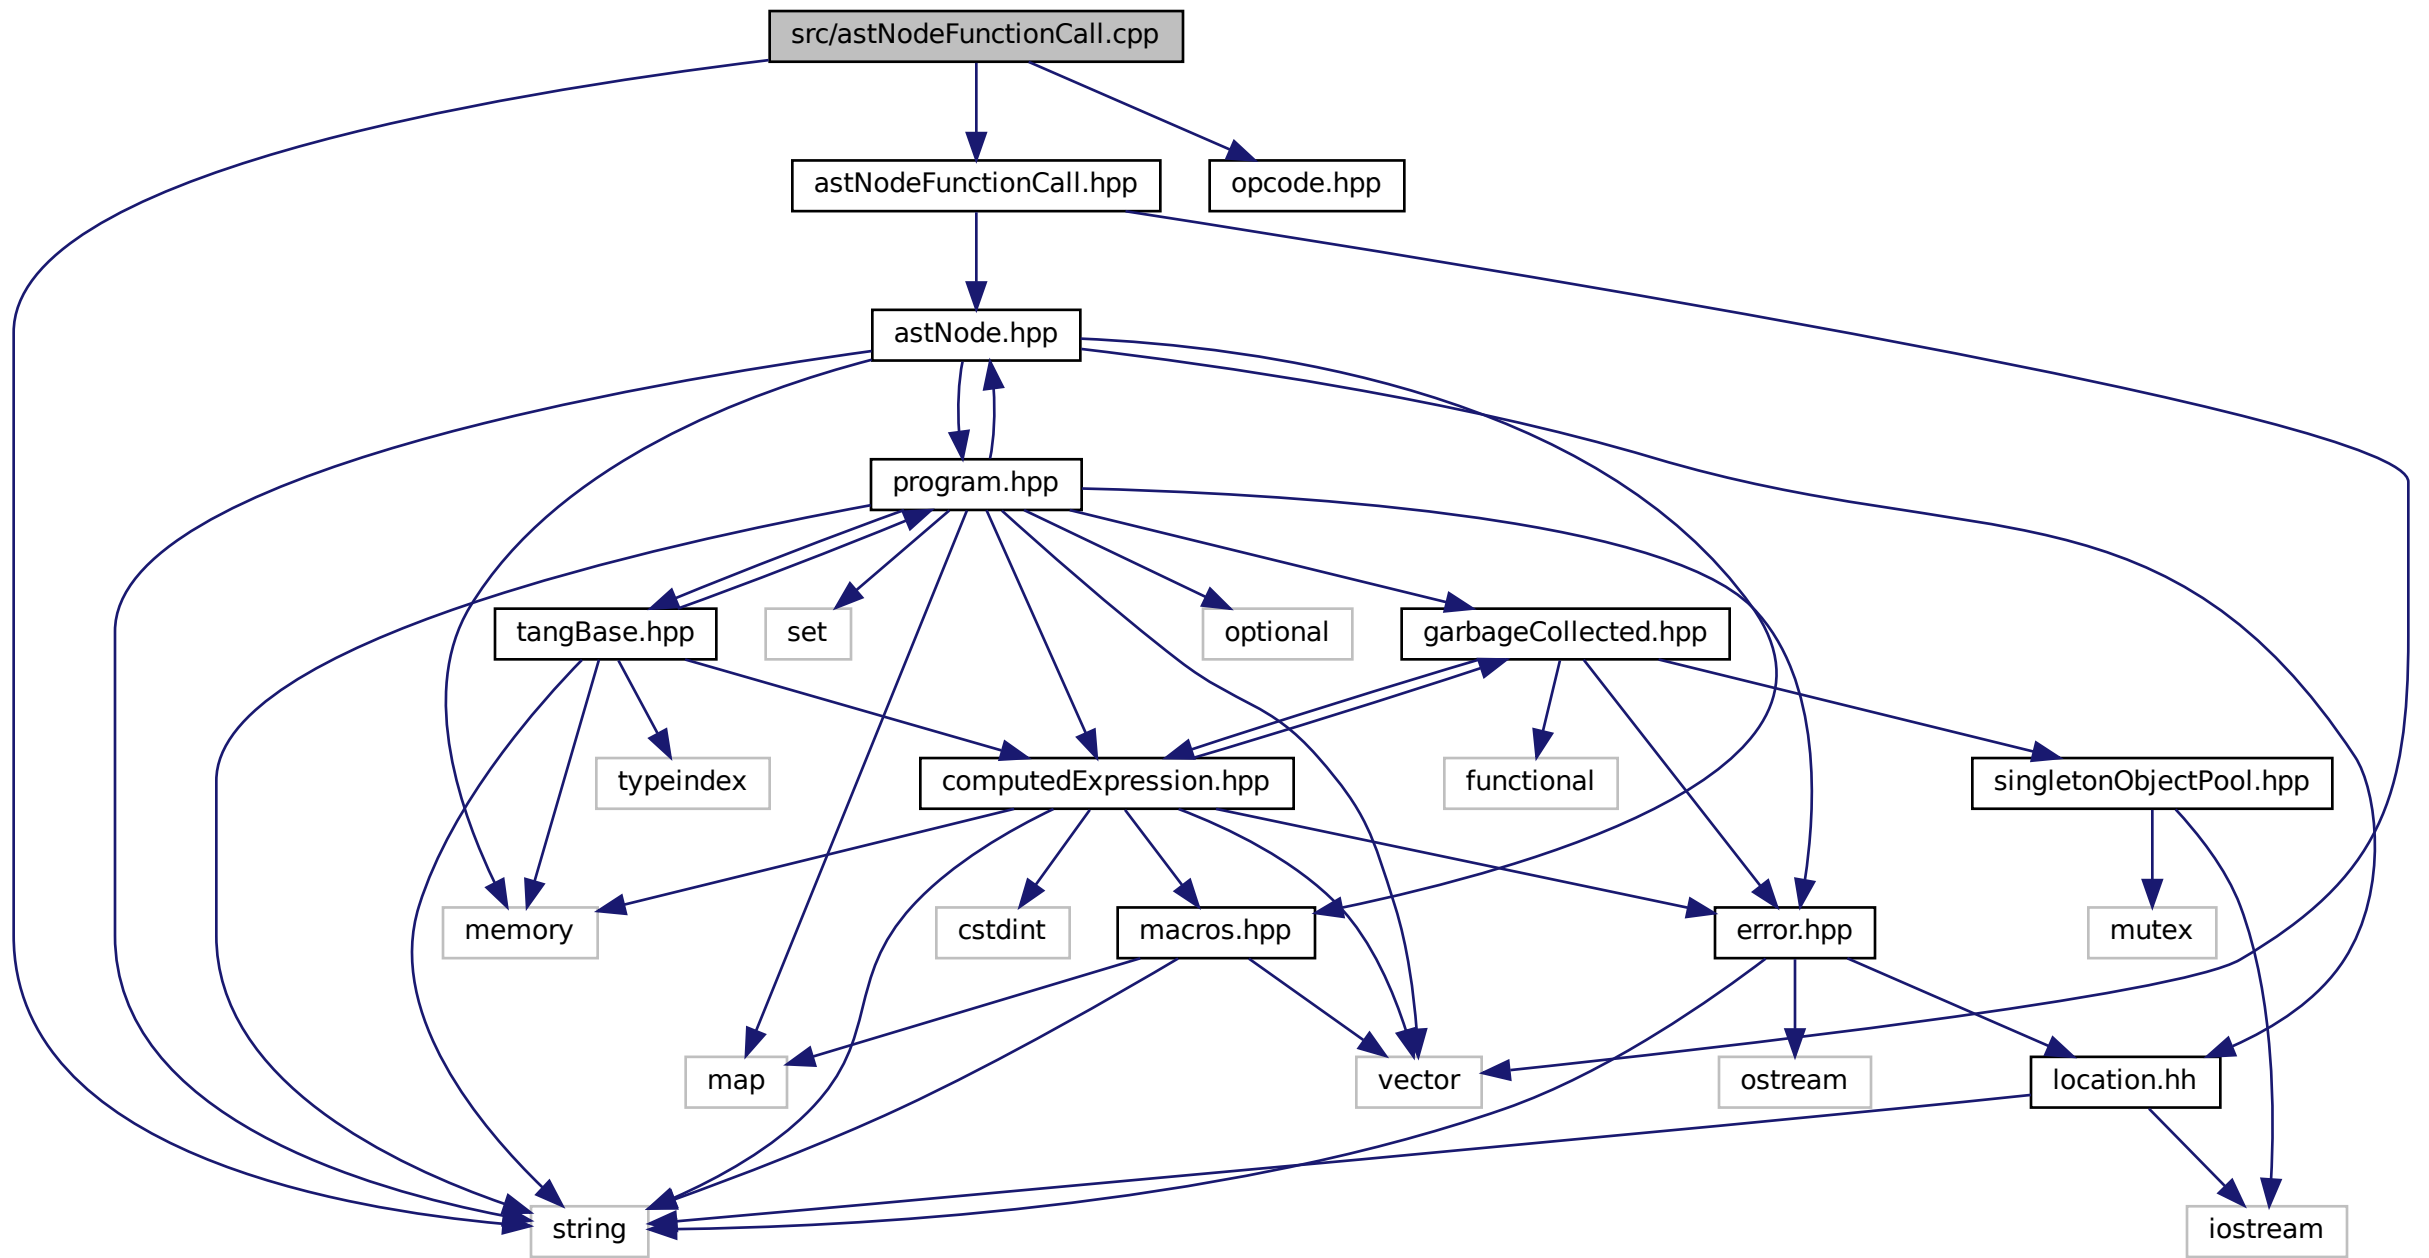 src/astNodeFunctionCall.cpp
astNodeFunctionCall.hpp
opcode.hpp
astNode.hpp
program.hpp
tangBase.hpp
set
optional
garbageCollected.hpp
typeindex
computedExpression.hpp
functional
singletonObjectPool.hpp
memory
cstdint
macros.hpp
error.hpp
mutex
map
vector
ostream
location.hh
string
iostream